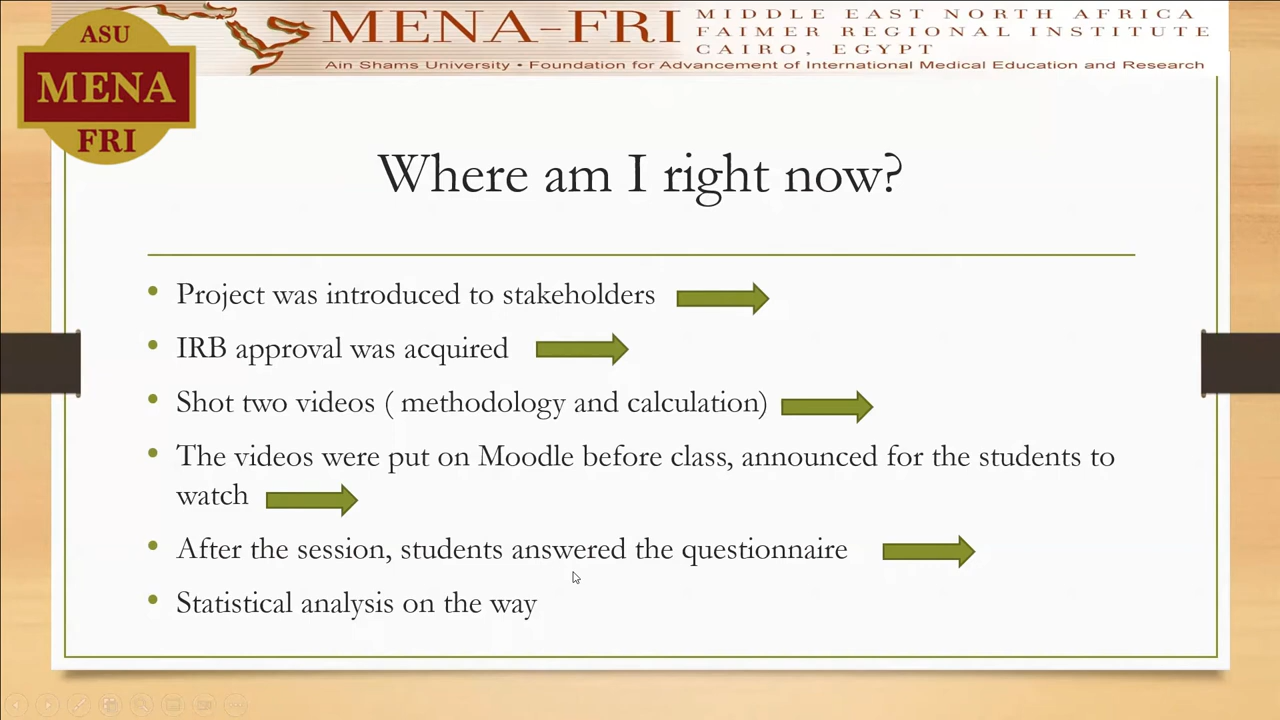 ASU
MENA
FRI
MENA-FRI
MIDDLE EAST NORTH AFRICA
FAIMER REGIONAL INSTITUTE
CAIRO, EGYPT
Ain Shams University • Foundation for Advancement of International Medical Education and Research
Where am I right now?
• Project was introduced to stakeholders
• IRB approval was acquired
• Shot two videos ( methodology and calculation)
• The videos were put on Moodle before class, announced for the students to
watch
• After the session, students answered the questionnaire
• Statistical analysis on the way